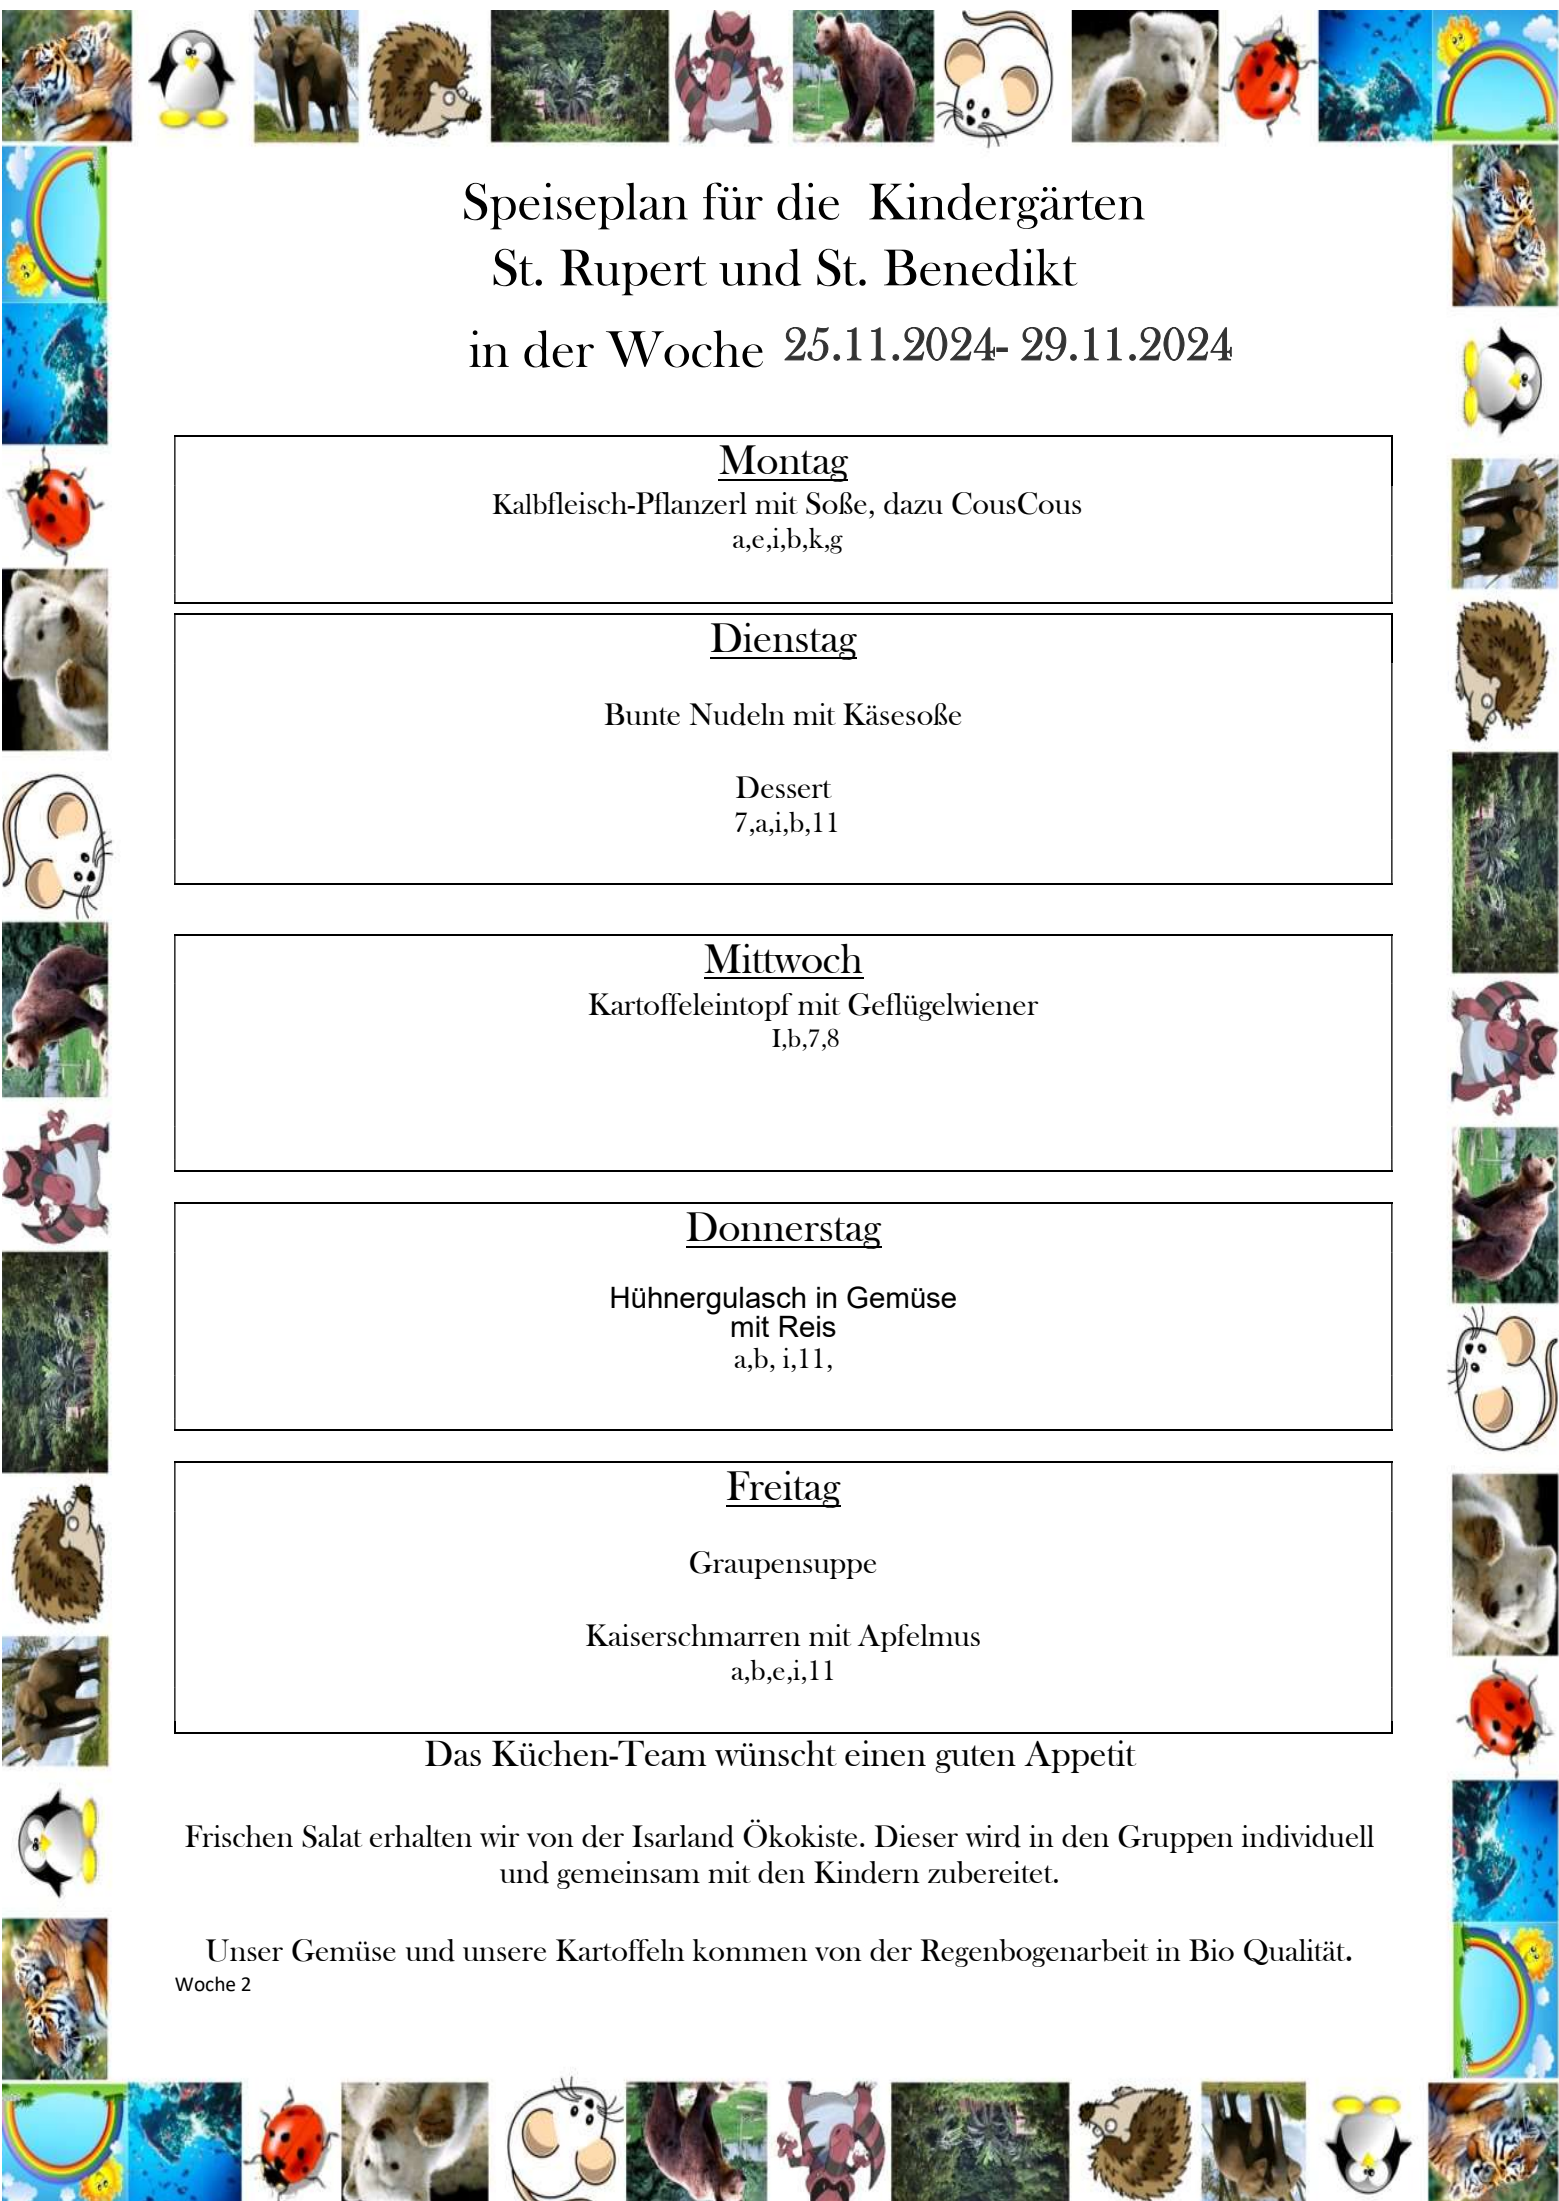 Speiseplan für die Kindergärten
St. Rupert und St. Benedikt
in der Woche 25.11.2024- 29.11.2024
Montag
Kalbfleisch-Pflanzerl mit Soße, dazu CousCous
a,e,i,b,k,g
Dienstag
Bunte Nudeln mit Käsesoße
Dessert
7,a,i,b,11
Mittwoch
Kartoffeleintopf mit Geflügelwiener
I,b,7,8
Donnerstag
Hühnergulasch in Gemüse
mit Reis
a,b, i,11,
Freitag
Graupensuppe
Kaiserschmarren mit Apfelmus
a,b,e,i,11
Das Küchen-Team wünscht einen guten Appetit
Frischen Salat erhalten wir von der Isarland Ökokiste. Dieser wird in den Gruppen individuell
und gemeinsam mit den Kindern zubereitet.
Unser Gemüse und unsere Kartoffeln kommen von der Regenbogenarbeit in Bio Qualität.
Woche 2